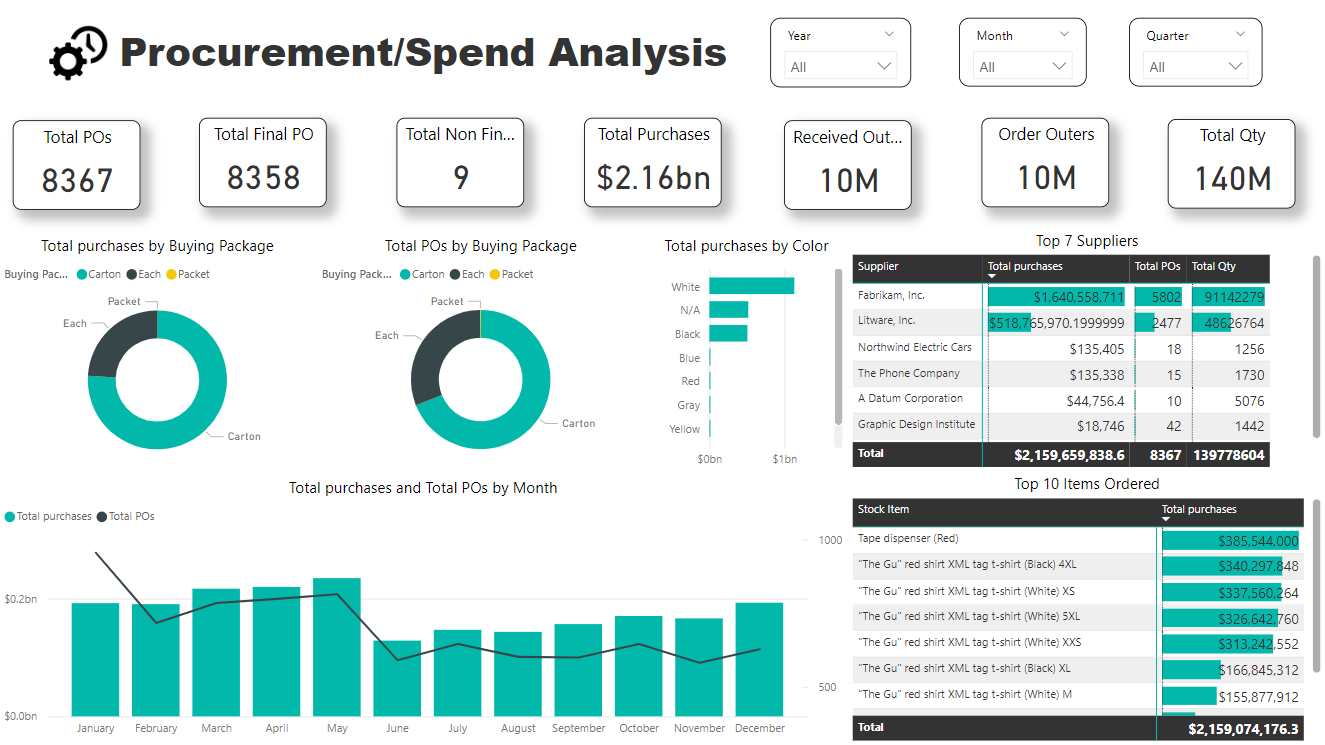 Procurement/Spend Analysis
Year
All
Month
All
Quarter
All
Total POs
8367
Total Final PO
8358
Total Non Fin...
9
Total Purchases
$2.16bn
Received Out...
10M
Order Outers
10M
Total Qty
140M
Total purchases by Buying Package
Buying Pac... Carton Each Packet
Packet
Each
Carton
Total POs by Buying Package
Buying Pack... Carton Each Packet
Packet
Each
Carton
Total purchases by Color
White
N/A
Black
Blue
Red
Gray
Yellow
$0bn $1bn
Top 7 Suppliers
Supplier Total purchases Total POs Total Qty
Fabrikam, Inc. $1,640,558,711 5802 91142279
Litware, Inc. $518,765,970.1999999 2477 48626764
Northwind Electric Cars $135,405 18 1256
The Phone Company $135,338 15 1730
A Datum Corporation $44,756.4 10 5076
Graphic Design Institute $18,746 42 1442
Total $2,159,659,838.6 8367 139778604
Total purchases and Total POs by Month
Total purchases Total POs
1000
$0.2bn
500
$0.0bn
January February March April May June July August September October November December
Top 10 Items Ordered
Stock Item Total purchases
Tape dispenser (Red) $385,544,000
"The Gu" red shirt XML tag t-shirt (Black) 4XL $340,297,848
"The Gu" red shirt XML tag t-shirt (White) XS $337,560,264
"The Gu" red shirt XML tag t-shirt (White) 5XL $326,642,760
"The Gu" red shirt XML tag t-shirt (White) XXS $313,242,552
"The Gu" red shirt XML tag t-shirt (Black) XL $166,845,312
"The Gu" red shirt XML tag t-shirt (White) M $155,877,912
Total $2,159,074,176.3